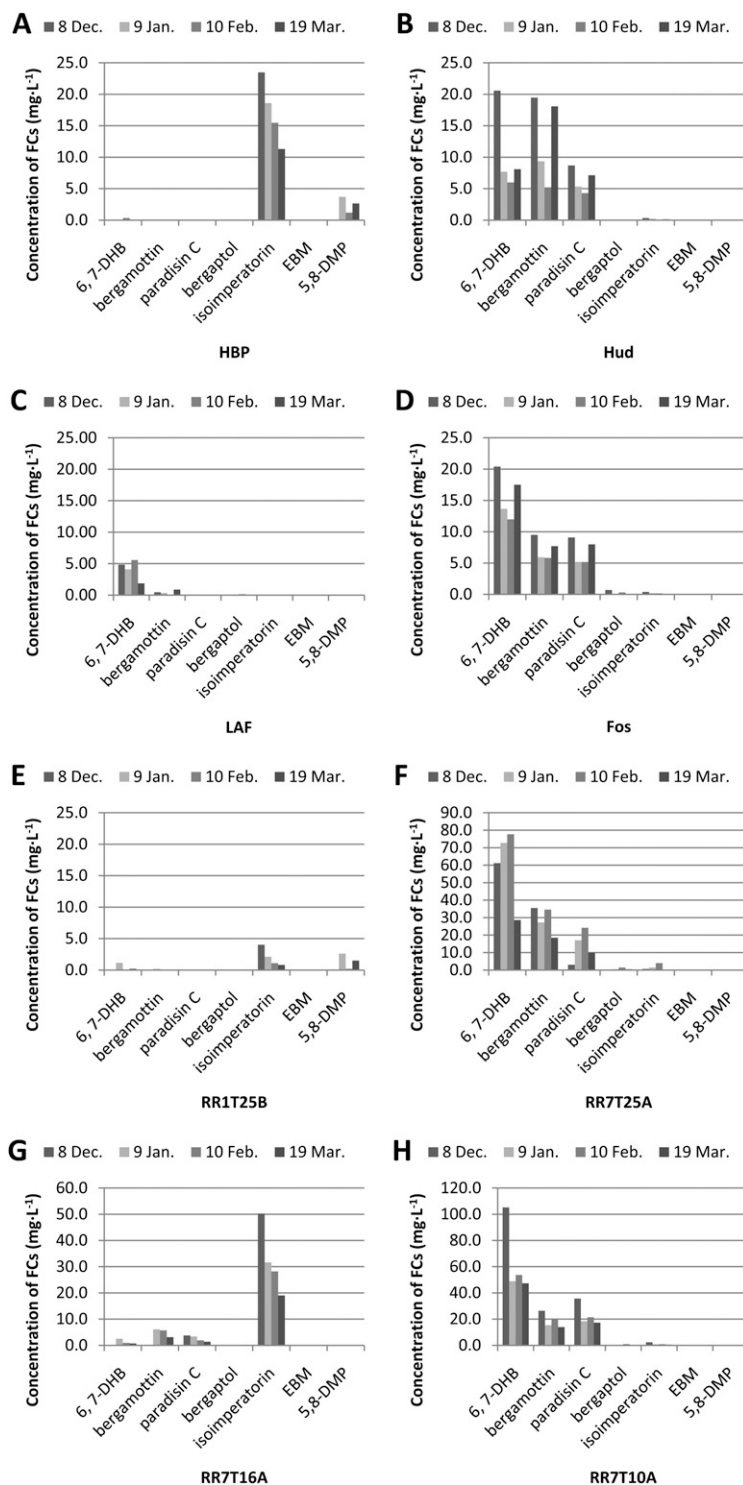 A ■ 8 Dec. ■ 9 Jan. ■ 10 Feb. ■ 19 Mar.
Concentration of FCs (mg·L⁻¹)
25.0
20.0
15.0
10.0
5.0
0.0
6, 7-DHB
bergamottin
paradisin C
bergaptol
isoimperatorin
EBM
5,8-DMP
HBP
B ■ 8 Dec. ■ 9 Jan. ■ 10 Feb. ■ 19 Mar.
Concentration of FCs (mg·L⁻¹)
25.0
20.0
15.0
10.0
5.0
0.0
6, 7-DHB
bergamottin
paradisin C
bergaptol
isoimperatorin
EBM
5,8-DMP
Hud
C ■ 8 Dec. ■ 9 Jan. ■ 10 Feb. ■ 19 Mar.
Concentration of FCs (mg·L⁻¹)
25.00
20.00
15.00
10.00
5.00
0.00
6, 7-DHB
bergamottin
paradisin C
bergaptol
isoimperatorin
EBM
5,8-DMP
LAF
D ■ 8 Dec. ■ 9 Jan. ■ 10 Feb. ■ 19 Mar.
Concentration of FCs (mg·L⁻¹)
25.0
20.0
15.0
10.0
5.0
0.0
6, 7-DHB
bergamottin
paradisin C
bergaptol
isoimperatorin
EBM
5,8-DMP
Fos
E ■ 8 Dec. ■ 9 Jan. ■ 10 Feb. ■ 19 Mar.
Concentration of FCs (mg·L⁻¹)
25.0
20.0
15.0
10.0
5.0
0.0
6, 7-DHB
bergamottin
paradisin C
bergaptol
isoimperatorin
EBM
5,8-DMP
RR1T25B
F ■ 8 Dec. ■ 9 Jan. ■ 10 Feb. ■ 19 Mar.
Concentration of FCs (mg·L⁻¹)
90.0
80.0
70.0
60.0
50.0
40.0
30.0
20.0
10.0
0.0
6, 7-DHB
bergamottin
paradisin C
bergaptol
isoimperatorin
EBM
5,8-DMP
RR7T25A
G ■ 8 Dec. ■ 9 Jan. ■ 10 Feb. ■ 19 Mar.
Concentration of FCs (mg·L⁻¹)
60.0
50.0
40.0
30.0
20.0
10.0
0.0
6, 7-DHB
bergamottin
paradisin C
bergaptol
isoimperatorin
EBM
5,8-DMP
RR7T16A
H ■ 8 Dec. ■ 9 Jan. ■ 10 Feb. ■ 19 Mar.
Concentration of FCs (mg·L⁻¹)
120.0
100.0
80.0
60.0
40.0
20.0
0.0
6, 7-DHB
bergamottin
paradisin C
bergaptol
isoimperatorin
EBM
5,8-DMP
RR7T10A